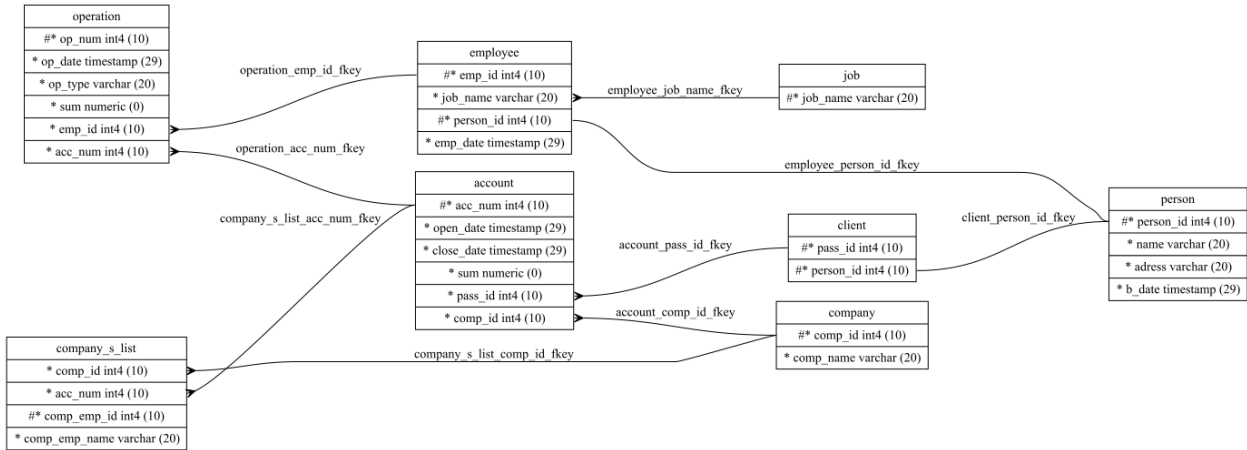 operation
#* op_num int4 (10)
* op_date timestamp (29)
* op_type varchar (20)
* sum numeric (0)
* emp_id int4 (10)
* acc_num int4 (10)
operation_emp_id_fkey
operation_acc_num_fkey
company_s_list_acc_num_fkey
employee
#* emp_id int4 (10)
* job_name varchar (20)
#* person_id int4 (10)
* emp_date timestamp (29)
employee_job_name_fkey
job
#* job_name varchar (20)
employee_person_id_fkey
account
#* acc_num int4 (10)
* open_date timestamp (29)
* close_date timestamp (29)
* sum numeric (0)
* pass_id int4 (10)
* comp_id int4 (10)
account_pass_id_fkey
account_comp_id_fkey
client
#* pass_id int4 (10)
#* person_id int4 (10)
client_person_id_fkey
person
#* person_id int4 (10)
* name varchar (20)
* adress varchar (20)
* b_date timestamp (29)
company
#* comp_id int4 (10)
* comp_name varchar (20)
company_s_list_comp_id_fkey
company_s_list
* comp_id int4 (10)
* acc_num int4 (10)
#* comp_emp_id int4 (10)
* comp_emp_name varchar (20)